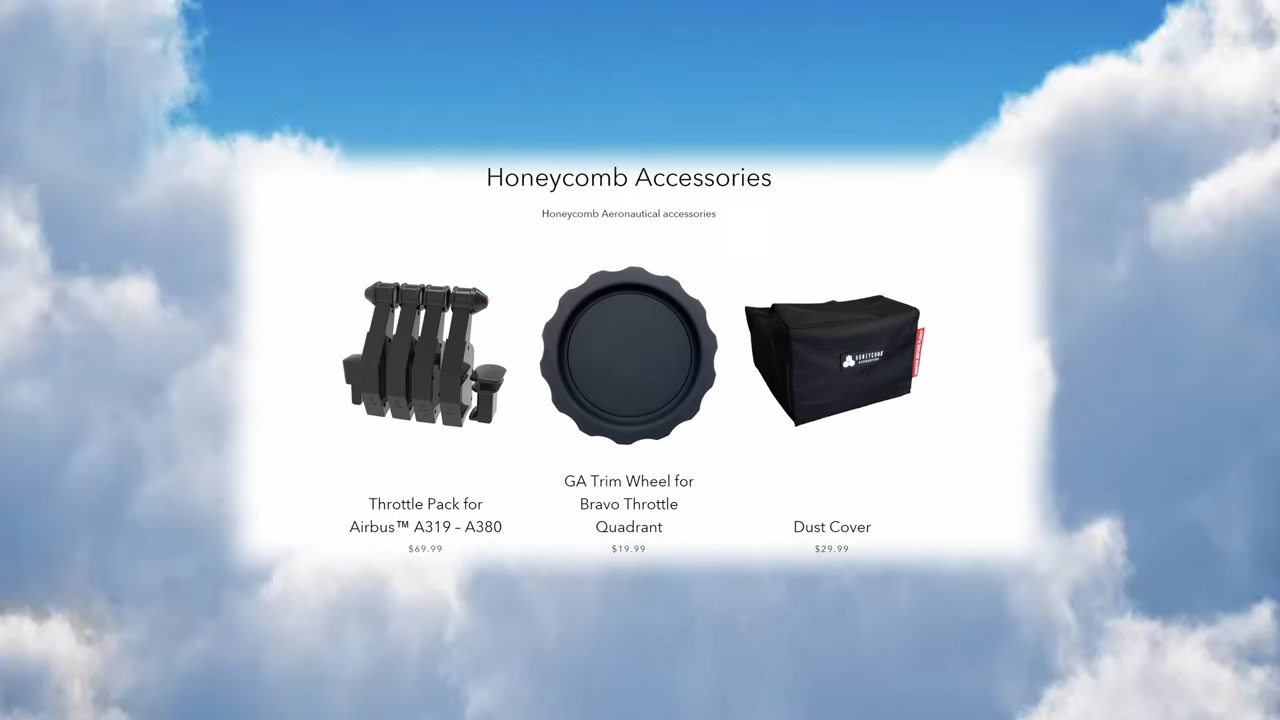 Honeycomb Accessories
Honeycomb Aeronautical accessories
Throttle Pack for
Airbus™ A319 – A380
$69.99
GA Trim Wheel for
Bravo Throttle
Quadrant
$19.99
HONEYCOMB
Dust Cover
$29.99